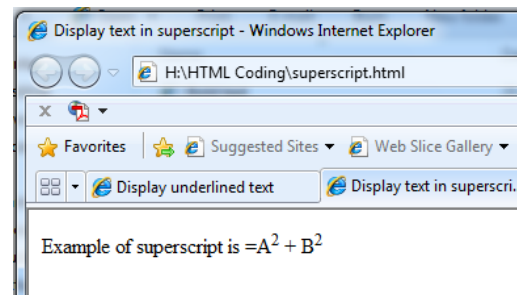 Display text in superscript - Windows Internet Explorer
H:\HTML Coding\superscript.html
x
Favorites Suggested Sites Web Slice Gallery
Display underlined text Display text in superscri...
Example of superscript is =A² + B²